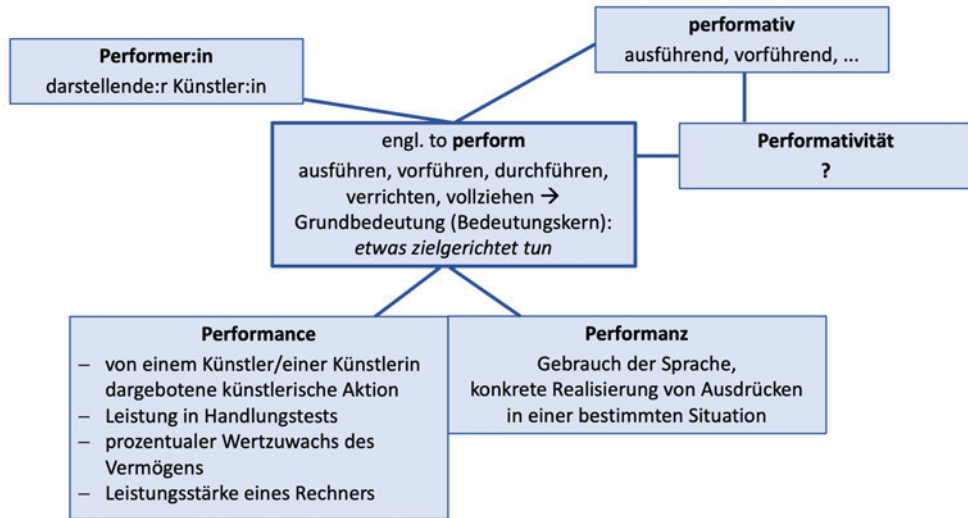 Performer:in
darstellende:r Künstler:in
performativ
ausführend, vorführend, ...
engl. to perform
ausführen, vorführen, durchführen,
verrichten, vollziehen →
Grundbedeutung (Bedeutungskern):
etwas zielgerichtet tun
Performativität
?
Performance
– von einem Künstler/einer Künstlerin
dargebotene künstlerische Aktion
– Leistung in Handlungstests
– prozentualer Wertzuwachs des
Vermögens
– Leistungsstärke eines Rechners
Performanz
Gebrauch der Sprache,
konkrete Realisierung von Ausdrücken
in einer bestimmten Situation